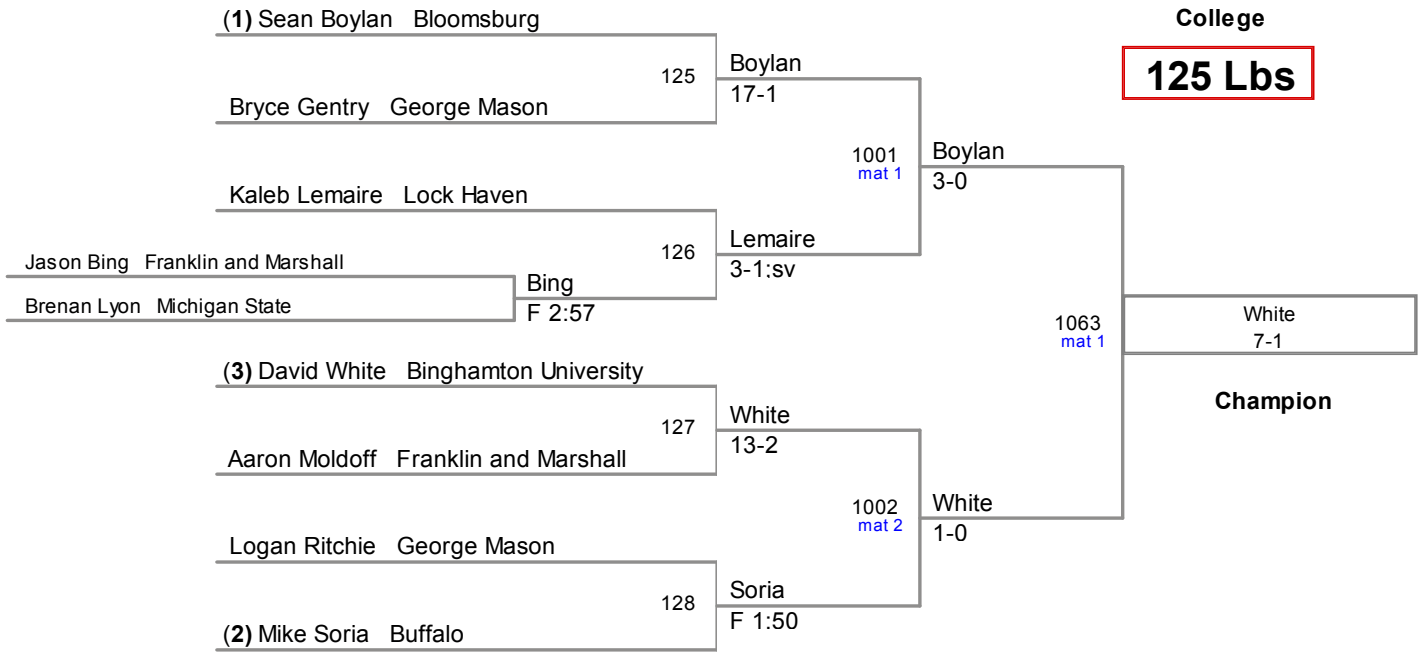 (1) Sean Boylan Bloomsburg
College
125 Lbs
125
Boylan
17-1
Bryce Gentry George Mason
1001
mat 1
Boylan
3-0
Kaleb Lemaire Lock Haven
126
Lemaire
3-1:sv
Jason Bing Franklin and Marshall
Bing
F 2:57
Brenan Lyon Michigan State
1063
mat 1
White
7-1
Champion
(3) David White Binghamton University
127
White
13-2
Aaron Moldoff Franklin and Marshall
1002
mat 2
White
1-0
Logan Ritchie George Mason
128
Soria
F 1:50
(2) Mike Soria Buffalo